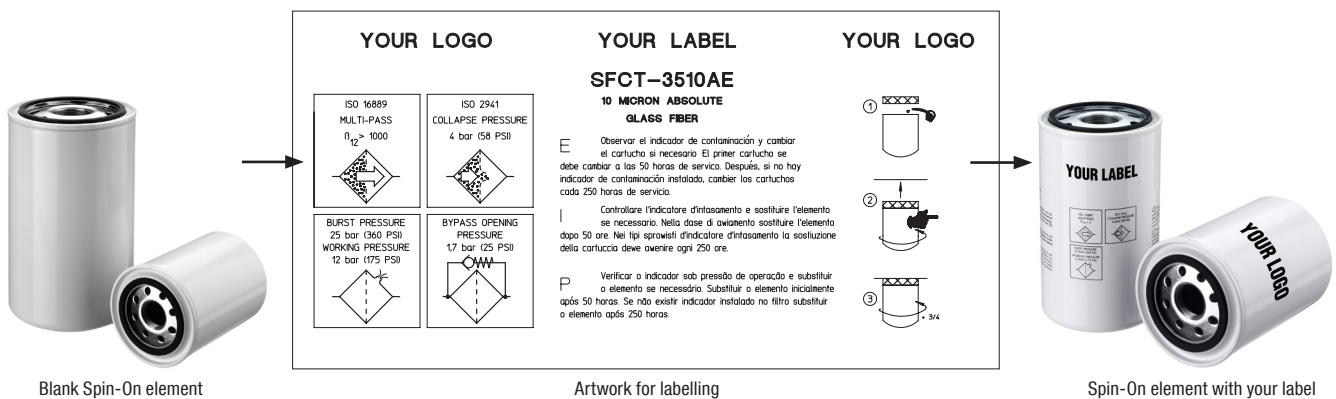 YOUR LOGO
YOUR LABEL
YOUR LOGO
SFCT-3510AE
10 MICRON ABSOLUTE
GLASS FIBER
ISO 16889
MULTI-PASS
β12> 1000
ISO 2941
COLLAPSE PRESSURE
4 bar (58 PSI)
BURST PRESSURE
25 bar (360 PSI)
WORKING PRESSURE
12 bar (175 PSI)
BYPASS OPENING
PRESSURE
1,7 bar (25 PSI)
E Observar el indicador de contaminación y cambiar
el cartucho si necesario El primer cartucho se
debe cambiar a las 50 horas de servico. Después, si no hay
indicador de contaminación instalado, cambier los cartuchos
cada 250 horas de servicio.
I Controllare l'indicatore d'intasamento e sostituire l'elemento
se necessario. Nella dase di awiamento sostituire l'elemento
dopo 50 ore. Nei tipi sprowisti d'indicatore d'intasamento la sostiuzione
della cartuccia dewe awenire ogni 250 ore.
P Verificar o indicador sob pressão de operação e substituir
o elemento se necessário. Substituir o elemento inicialmente
após 50 horas. Se não existir indicador instalado no filtro substituir
o elemento após 250 horas.
1
2
3
+ 3/4
YOUR LABEL
YOUR LOGO
Blank Spin-On element
Artwork for labelling
Spin-On element with your label